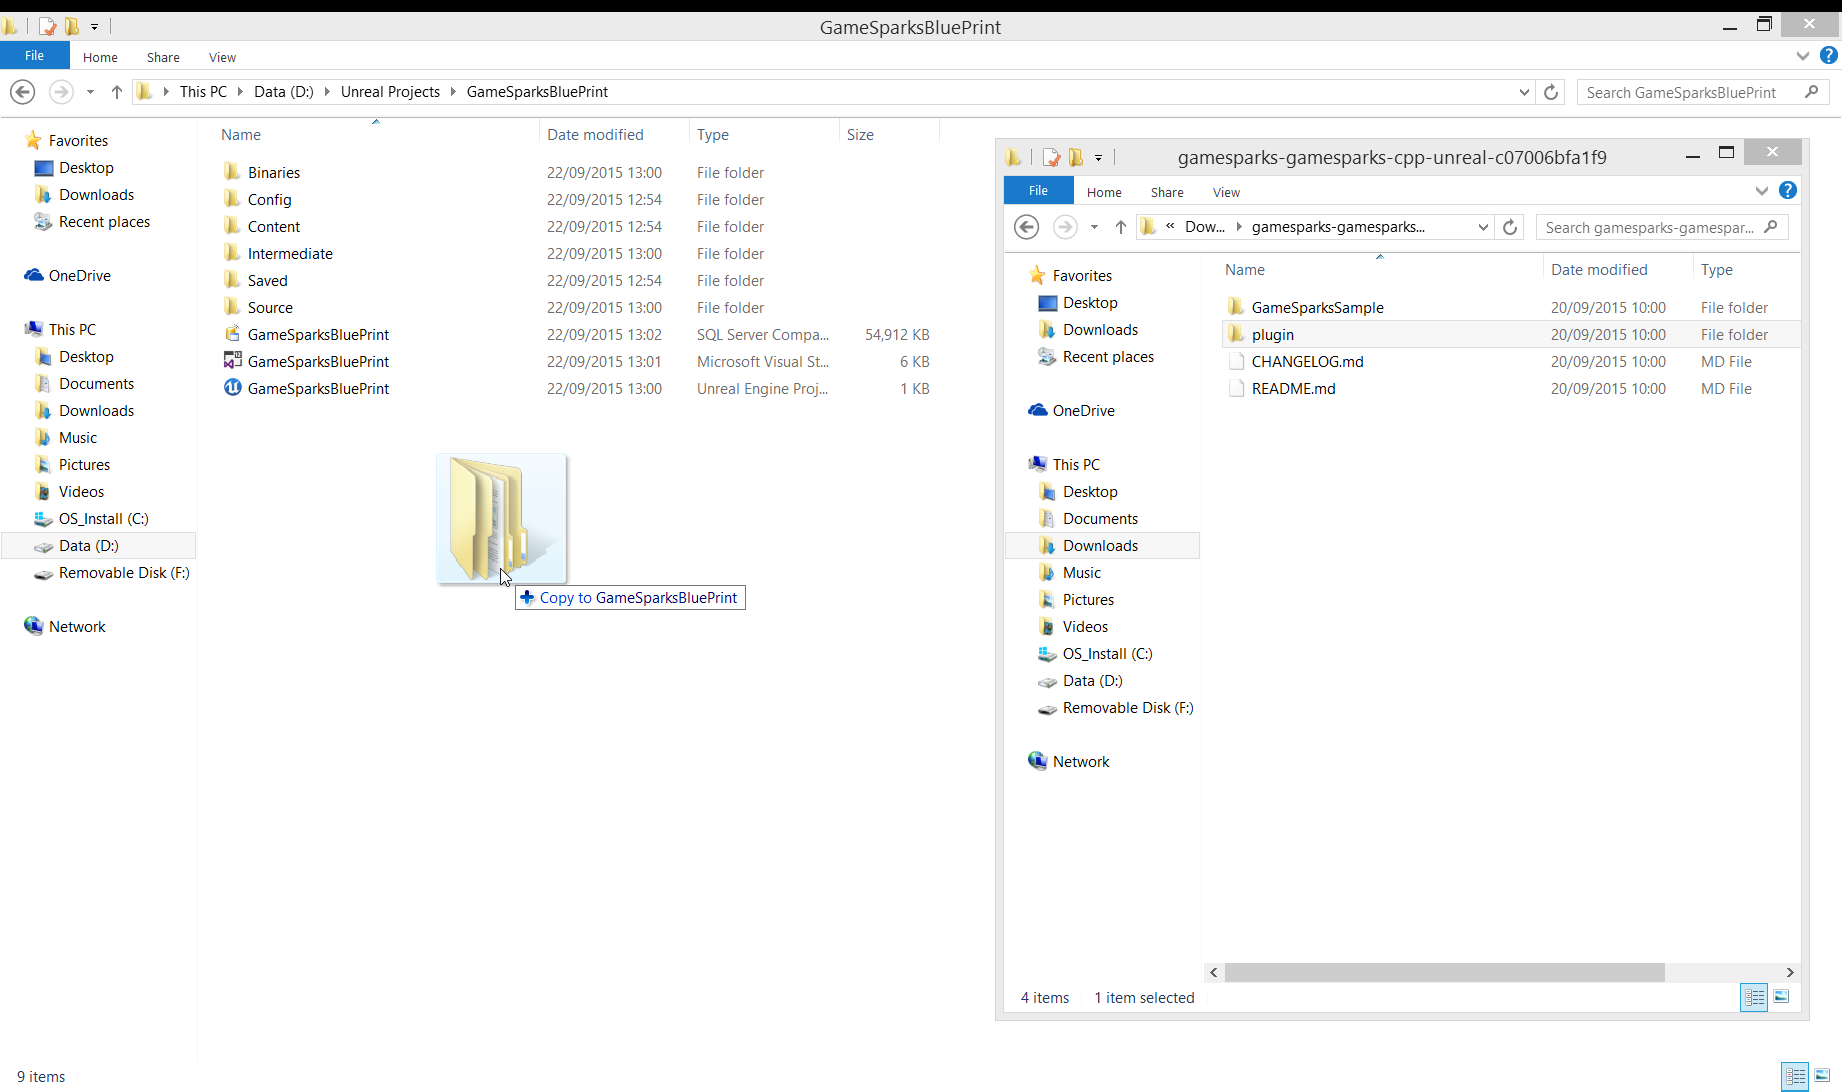 GameSparksBluePrint
File Home Share View
This PC Data (D:) Unreal Projects GameSparksBluePrint
Search GameSparksBluePrint
Favorites
Desktop
Downloads
Recent places
OneDrive
This PC
Desktop
Documents
Downloads
Music
Pictures
Videos
OS_Install (C:)
Data (D:)
Removable Disk (F:)
Network
Name Date modified Type Size
Binaries 22/09/2015 13:00 File folder
Config 22/09/2015 12:54 File folder
Content 22/09/2015 12:54 File folder
Intermediate 22/09/2015 13:00 File folder
Saved 22/09/2015 12:54 File folder
Source 22/09/2015 13:00 File folder
GameSparksBluePrint 22/09/2015 13:02 SQL Server Compa... 54,912 KB
GameSparksBluePrint 22/09/2015 13:01 Microsoft Visual St... 6 KB
GameSparksBluePrint 22/09/2015 13:00 Unreal Engine Proj... 1 KB
Copy to GameSparksBluePrint
9 items
gamesparks-gamesparks-cpp-unreal-c07006bfa1f9
File Home Share View
« Dow... gamesparks-gamesparks...
Search gamesparks-gamespar...
Favorites
Desktop
Downloads
Recent places
OneDrive
This PC
Desktop
Documents
Downloads
Music
Pictures
Videos
OS_Install (C:)
Data (D:)
Removable Disk (F:)
Network
Name Date modified Type
GameSparksSample 20/09/2015 10:00 File folder
plugin 20/09/2015 10:00 File folder
CHANGELOG.md 20/09/2015 10:00 MD File
README.md 20/09/2015 10:00 MD File
4 items 1 item selected